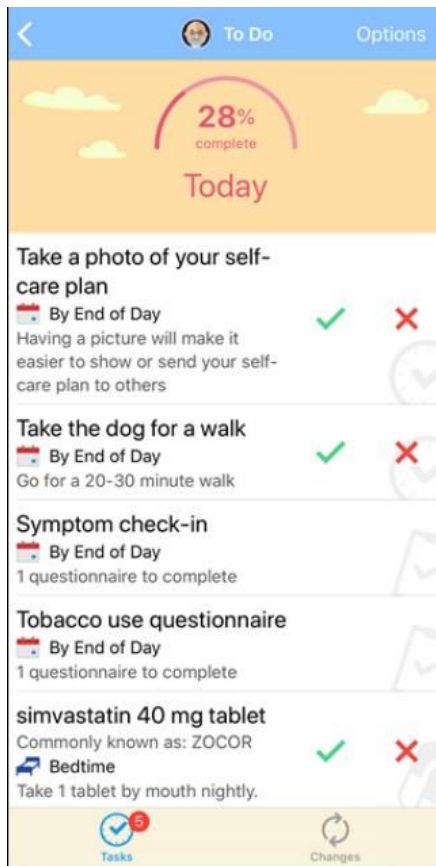 To Do
Options
28%
complete
Today
Take a photo of your self-
care plan
By End of Day
Having a picture will make it
easier to show or send your self-
care plan to others
Take the dog for a walk
By End of Day
Go for a 20-30 minute walk
Symptom check-in
By End of Day
1 questionnaire to complete
Tobacco use questionnaire
By End of Day
1 questionnaire to complete
simvastatin 40 mg tablet
Commonly known as: ZOCOR
Bedtime
Take 1 tablet by mouth nightly.
5
Tasks
Changes